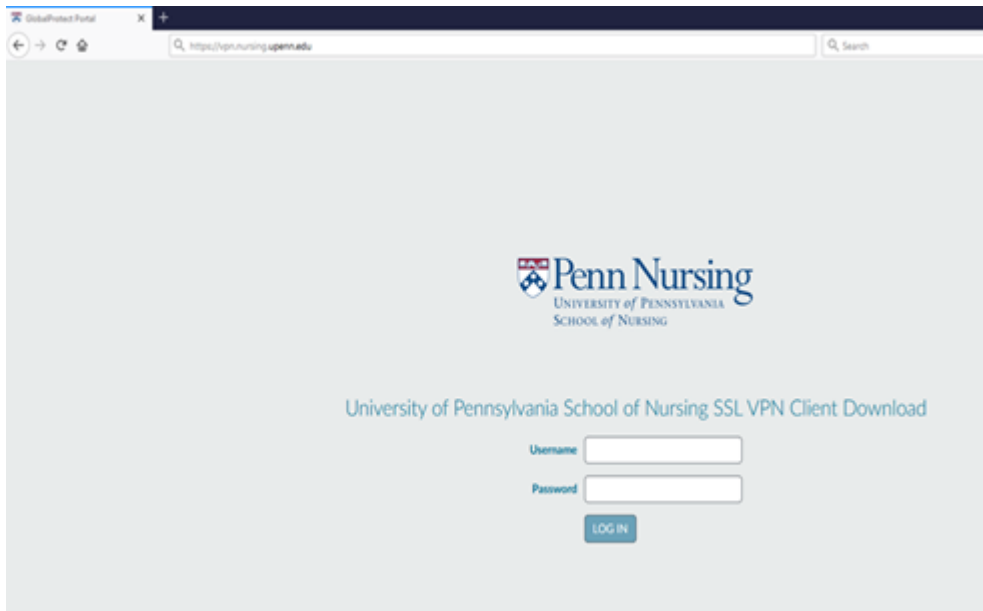 GlobalProtect Portal
https://vpn.nursing.upenn.edu
Search
Penn Nursing
UNIVERSITY of PENNSYLVANIA
SCHOOL of NURSING
University of Pennsylvania School of Nursing SSL VPN Client Download
Username
Password
LOG IN